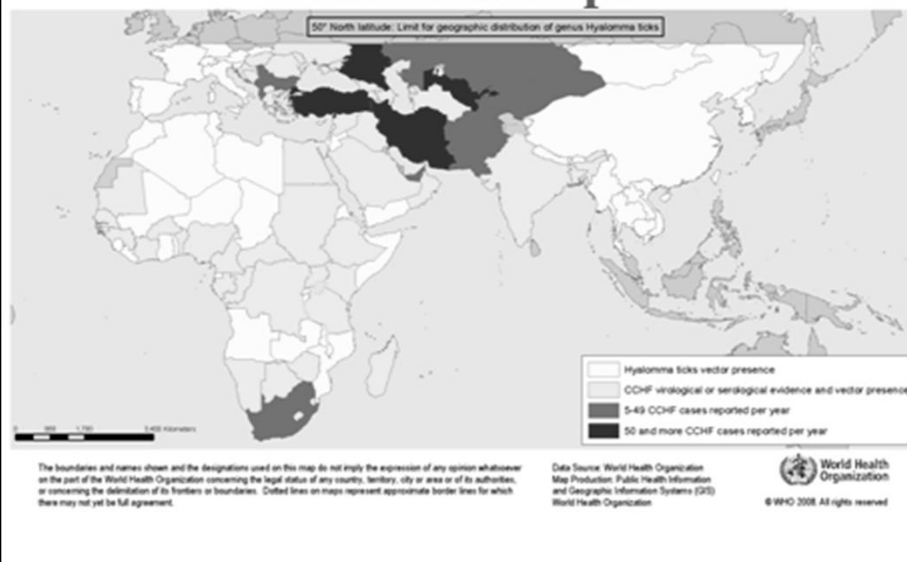 50° North latitude: Limit for geographic distribution of genus Hyalomma ticks
Hyalomma ticks vector presence
CCHF virological or serological evidence and vector presence
5-49 CCHF cases reported per year
50 and more CCHF cases reported per year
Kilometers
The boundaries and names shown and the designations used on this map do not imply the expression of any opinion whatsoever
on the part of the World Health Organization concerning the legal status of any country, territory, city or area or of its authorities,
or concerning the delimitation of its frontiers or boundaries. Dotted lines on maps represent approximate border lines for which
there may not yet be full agreement.
Data Source: World Health Organization
Map Production: Public Health Information
and Geographic Information Systems (GIS)
World Health Organization
World Health
Organization
© WHO 2008. All rights reserved